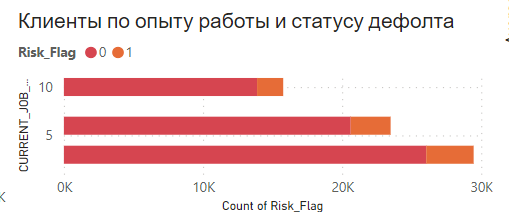 Клиенты по опыту работы и статусу дефолта
Risk_Flag 0 1
CURRENT_JOB_...
10
5
0K 10K 20K 30K
Count of Risk_Flag
K